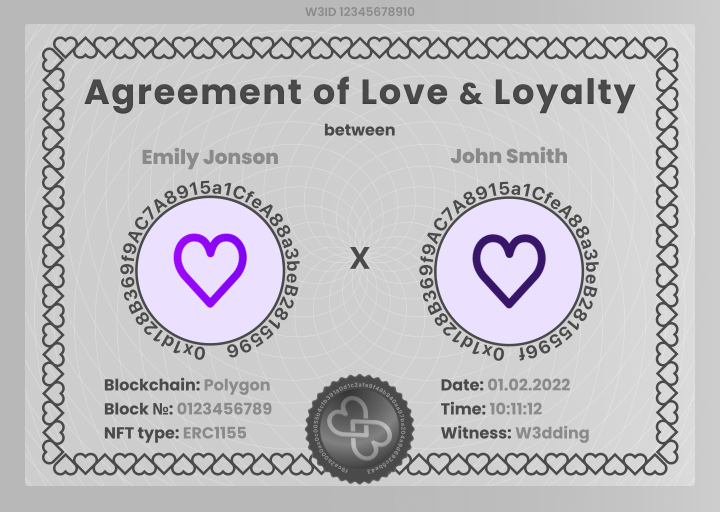 W3ID 12345678910
Agreement of Love & Loyalty
between
Emily Jonson
John Smith
0x1d128B369f9AC7A8915a1CfeA88a3beB2815596
X
0x1d128B369f9AC7A8915a1CfeA88a3beB2815596f
Blockchain: Polygon
Block №: 0123456789
NFT type: ERC1155
Date: 01.02.2022
Time: 10:11:12
Witness: W3dding